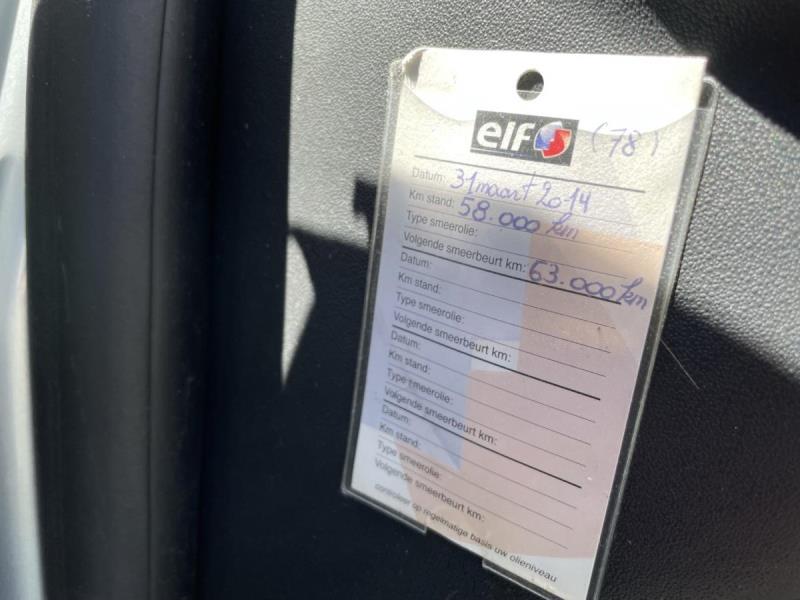 elf (78)
Datum: 31 maart 2014
Km stand: 58.000 km
Type smeerolie:
Volgende smeerbeurt km: 63.000 km
Datum:
Km stand:
Type smeerolie:
Volgende smeerbeurt km:
Datum:
Km stand:
Type smeerolie:
Volgende smeerbeurt km:
Datum:
Km stand:
Type smeerolie:
Volgende smeerbeurt km:
controleer op regelmatige basis uw olieniveau